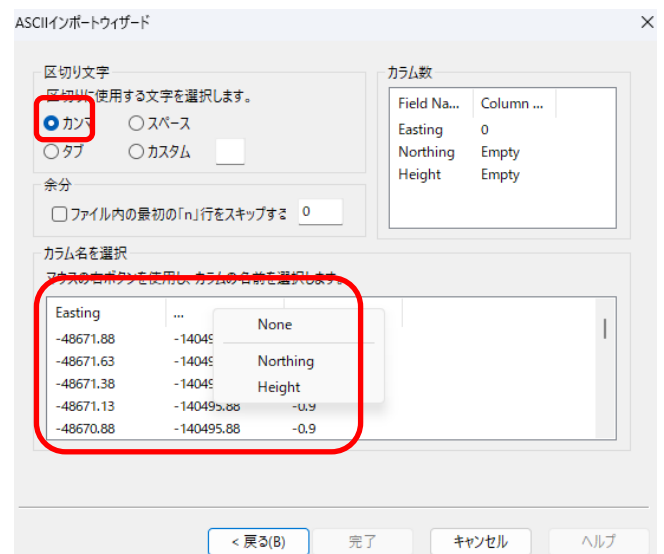 ASCIIインポートウィザード
区切り文字
区切りに使用する文字を選択します。
カンマ スペース
タブ カスタム
余分
ファイル内の最初の「n」行をスキップする 0
カラム数
Field Na... Column ...
Easting 0
Northing Empty
Height Empty
カラム名を選択
マウスの右ボタンを使用し、カラムの名前を選択します。
Easting ...
-48671.88
-48671.63
-48671.38
-48671.13 -140495.88 -0.9
-48670.88 -140495.88 -0.9
None
Northing
Height
< 戻る(B) 完了 キャンセル ヘルプ